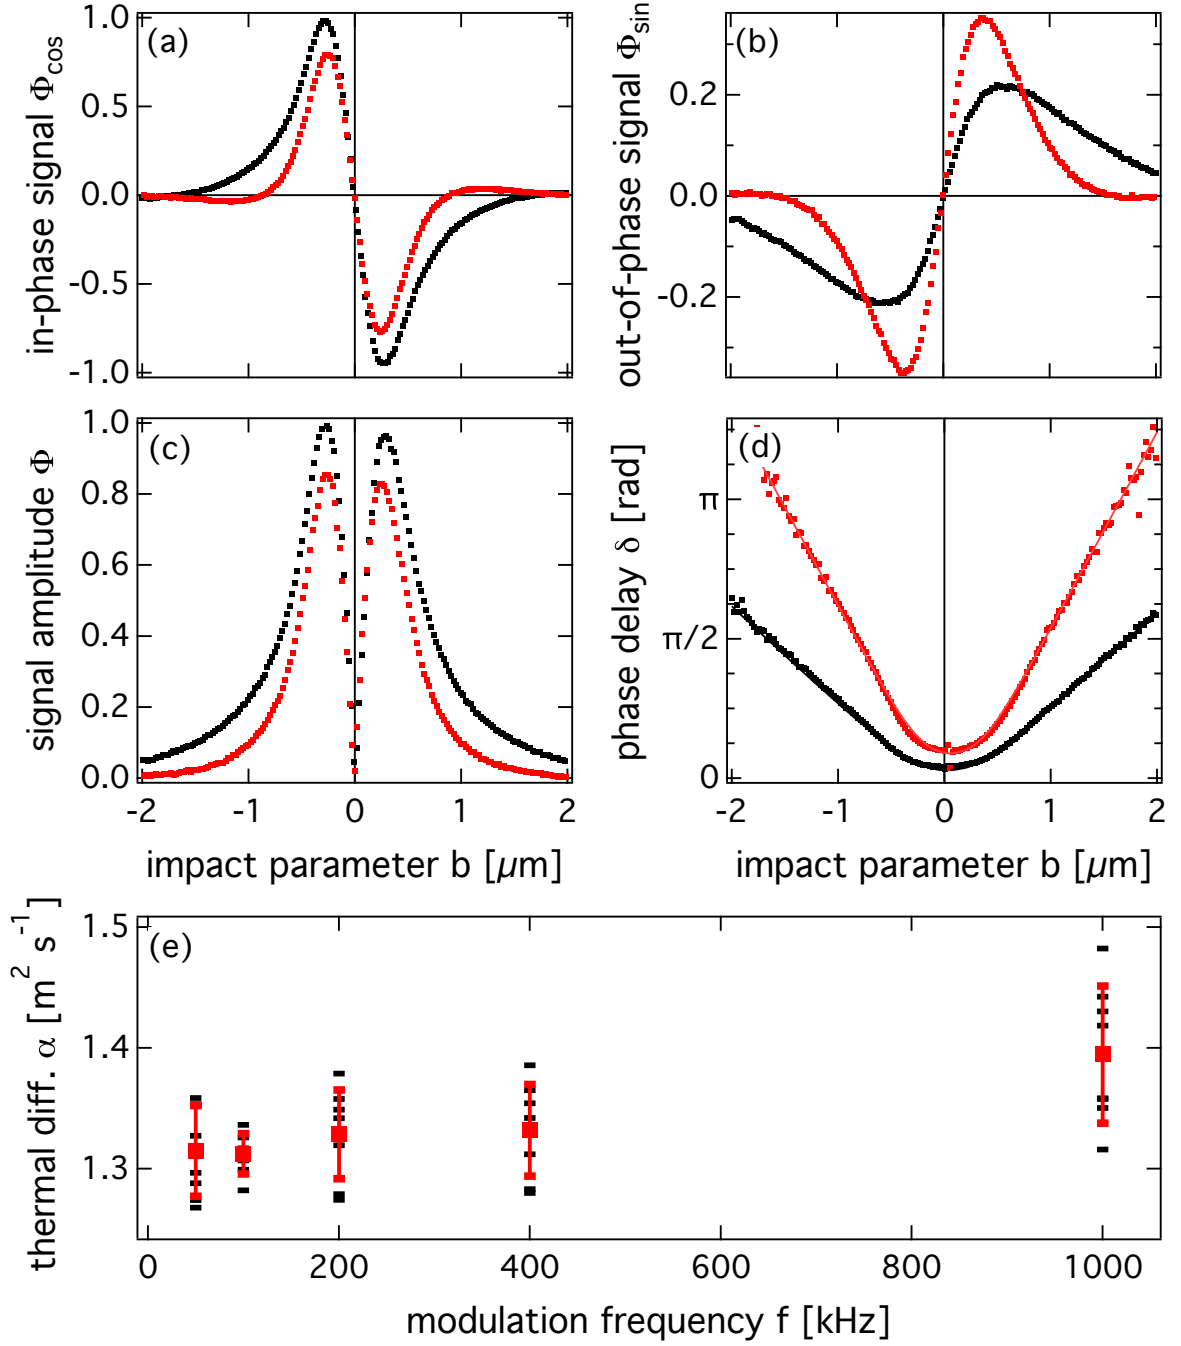 in-phase signal Φcos
(a)
1.0
0.5
0.0
-0.5
-1.0
out-of-phase signal Φsin
(b)
0.2
0.0
-0.2
signal amplitude Φ
(c)
1.0
0.8
0.6
0.4
0.2
0.0
-2 -1 0 1 2
impact parameter b [µm]
phase delay δ [rad]
(d)
π
π/2
0
-2 -1 0 1 2
impact parameter b [µm]
thermal diff. α [m² s⁻¹]
(e)
1.5
1.4
1.3
0 200 400 600 800 1000
modulation frequency f [kHz]